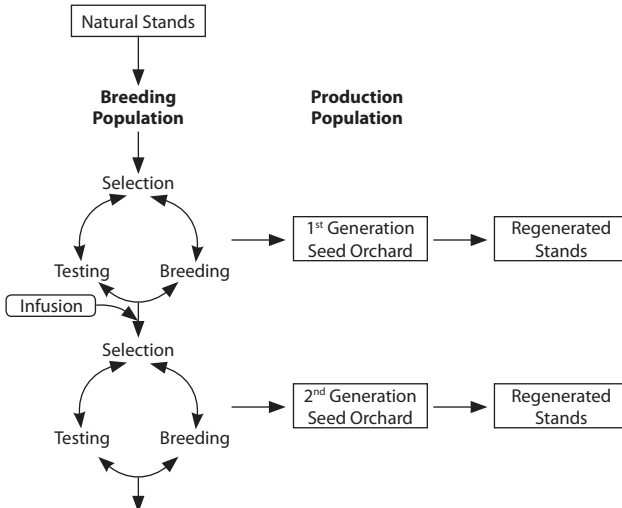 Natural Stands
Breeding
Population
Production
Population
Selection
1st Generation
Seed Orchard
Regenerated
Stands
Testing
Breeding
Infusion
Selection
2nd Generation
Seed Orchard
Regenerated
Stands
Testing
Breeding